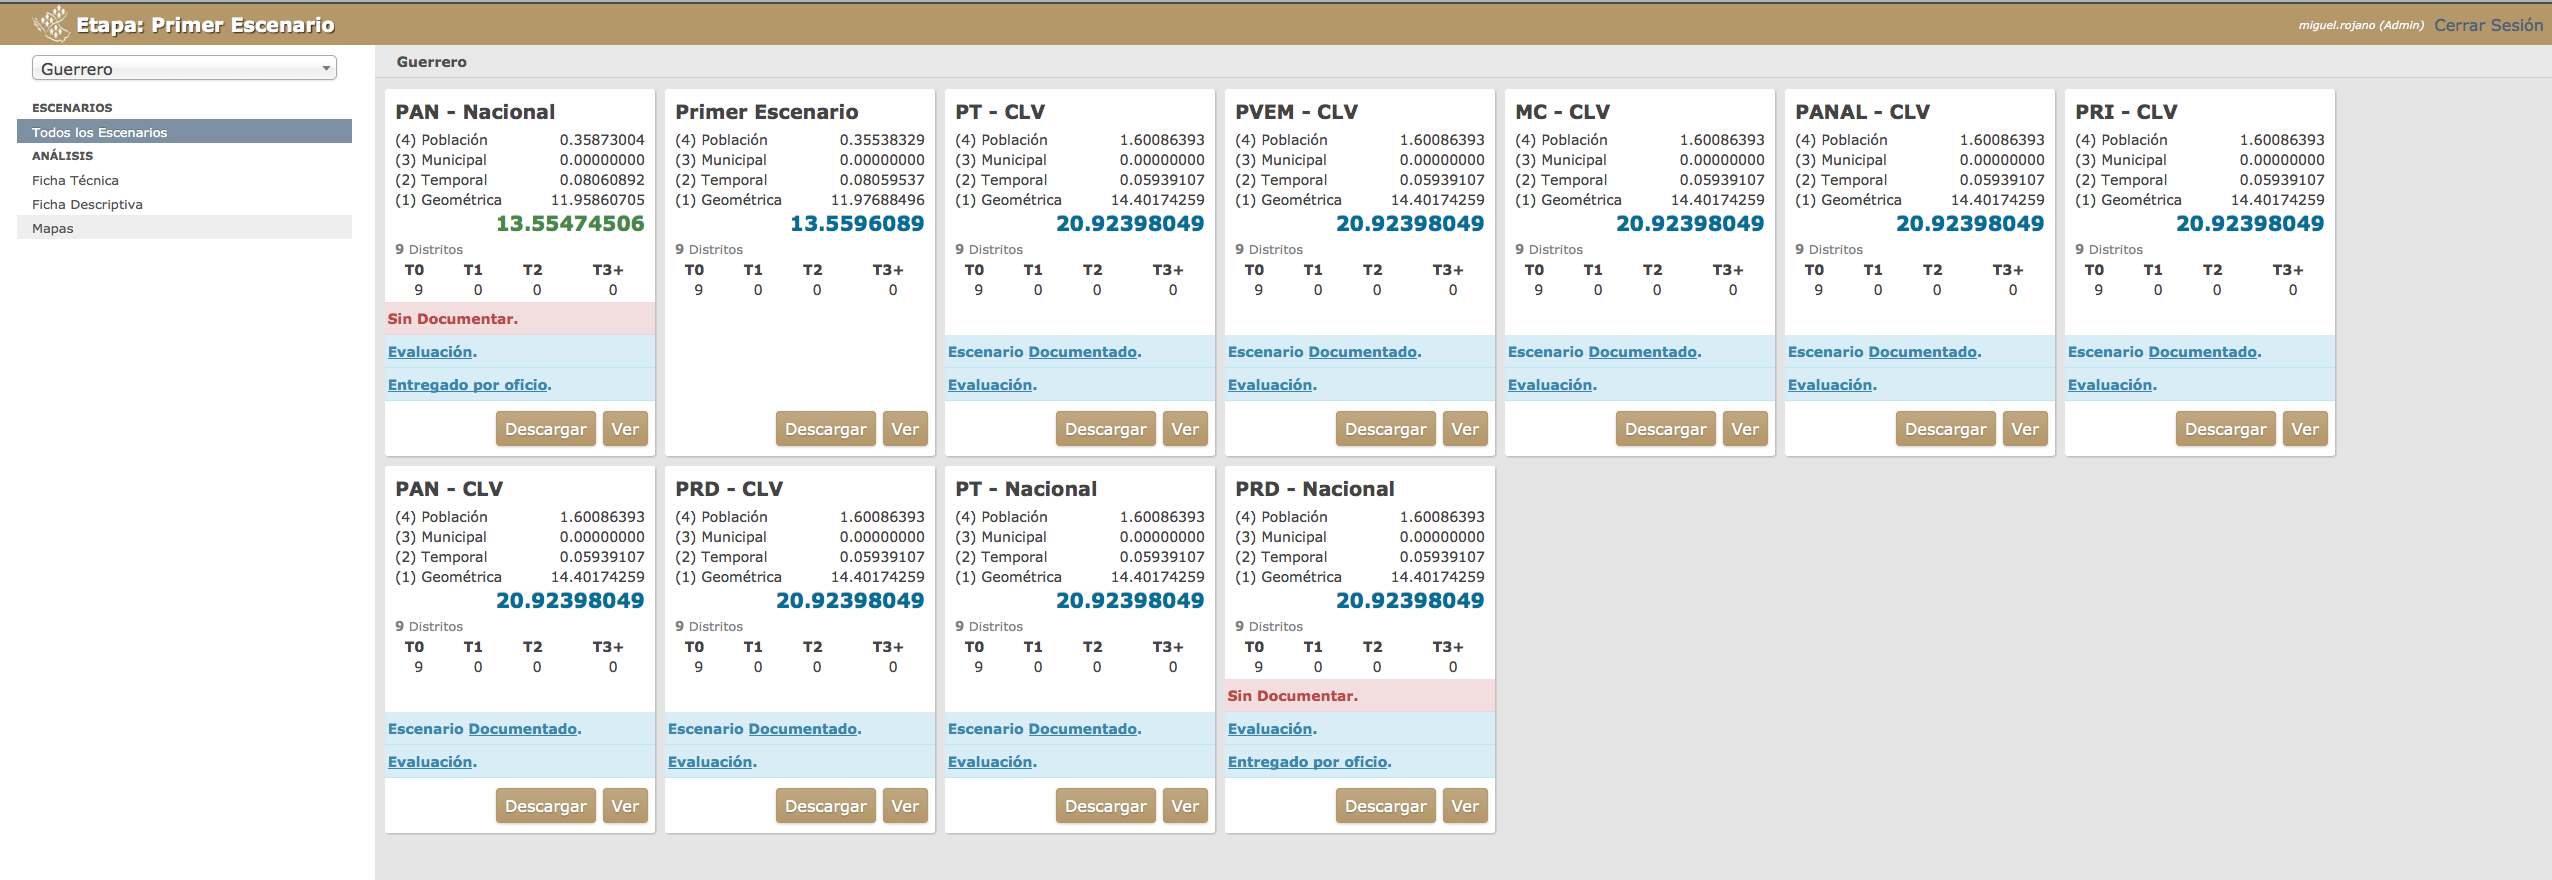 Etapa: Primer Escenario
miguel.rojano (Admin) Cerrar Sesión
Guerrero
ESCENARIOS
Todos los Escenarios
ANÁLISIS
Ficha Técnica
Ficha Descriptiva
Mapas
Guerrero
PAN - Nacional
(4) Población 0.35873004
(3) Municipal 0.00000000
(2) Temporal 0.08060892
(1) Geométrica 11.95860705
13.55474506
9 Distritos
T0 T1 T2 T3+
9 0 0 0
Sin Documentar.
Evaluación.
Entregado por oficio.
Descargar Ver
Primer Escenario
(4) Población 0.35538329
(3) Municipal 0.00000000
(2) Temporal 0.08059537
(1) Geométrica 11.97688496
13.5596089
9 Distritos
T0 T1 T2 T3+
9 0 0 0
Descargar Ver
PT - CLV
(4) Población 1.60086393
(3) Municipal 0.00000000
(2) Temporal 0.05939107
(1) Geométrica 14.40174259
20.92398049
9 Distritos
T0 T1 T2 T3+
9 0 0 0
Escenario Documentado.
Evaluación.
Descargar Ver
PVEM - CLV
(4) Población 1.60086393
(3) Municipal 0.00000000
(2) Temporal 0.05939107
(1) Geométrica 14.40174259
20.92398049
9 Distritos
T0 T1 T2 T3+
9 0 0 0
Escenario Documentado.
Evaluación.
Descargar Ver
MC - CLV
(4) Población 1.60086393
(3) Municipal 0.00000000
(2) Temporal 0.05939107
(1) Geométrica 14.40174259
20.92398049
9 Distritos
T0 T1 T2 T3+
9 0 0 0
Escenario Documentado.
Evaluación.
Descargar Ver
PANAL - CLV
(4) Población 1.60086393
(3) Municipal 0.00000000
(2) Temporal 0.05939107
(1) Geométrica 14.40174259
20.92398049
9 Distritos
T0 T1 T2 T3+
9 0 0 0
Escenario Documentado.
Evaluación.
Descargar Ver
PRI - CLV
(4) Población 1.60086393
(3) Municipal 0.00000000
(2) Temporal 0.05939107
(1) Geométrica 14.40174259
20.92398049
9 Distritos
T0 T1 T2 T3+
9 0 0 0
Escenario Documentado.
Evaluación.
Descargar Ver
PAN - CLV
(4) Población 1.60086393
(3) Municipal 0.00000000
(2) Temporal 0.05939107
(1) Geométrica 14.40174259
20.92398049
9 Distritos
T0 T1 T2 T3+
9 0 0 0
Escenario Documentado.
Evaluación.
Descargar Ver
PRD - CLV
(4) Población 1.60086393
(3) Municipal 0.00000000
(2) Temporal 0.05939107
(1) Geométrica 14.40174259
20.92398049
9 Distritos
T0 T1 T2 T3+
9 0 0 0
Escenario Documentado.
Evaluación.
Descargar Ver
PT - Nacional
(4) Población 1.60086393
(3) Municipal 0.00000000
(2) Temporal 0.05939107
(1) Geométrica 14.40174259
20.92398049
9 Distritos
T0 T1 T2 T3+
9 0 0 0
Escenario Documentado.
Evaluación.
Descargar Ver
PRD - Nacional
(4) Población 1.60086393
(3) Municipal 0.00000000
(2) Temporal 0.05939107
(1) Geométrica 14.40174259
20.92398049
9 Distritos
T0 T1 T2 T3+
9 0 0 0
Sin Documentar.
Evaluación.
Entregado por oficio.
Descargar Ver